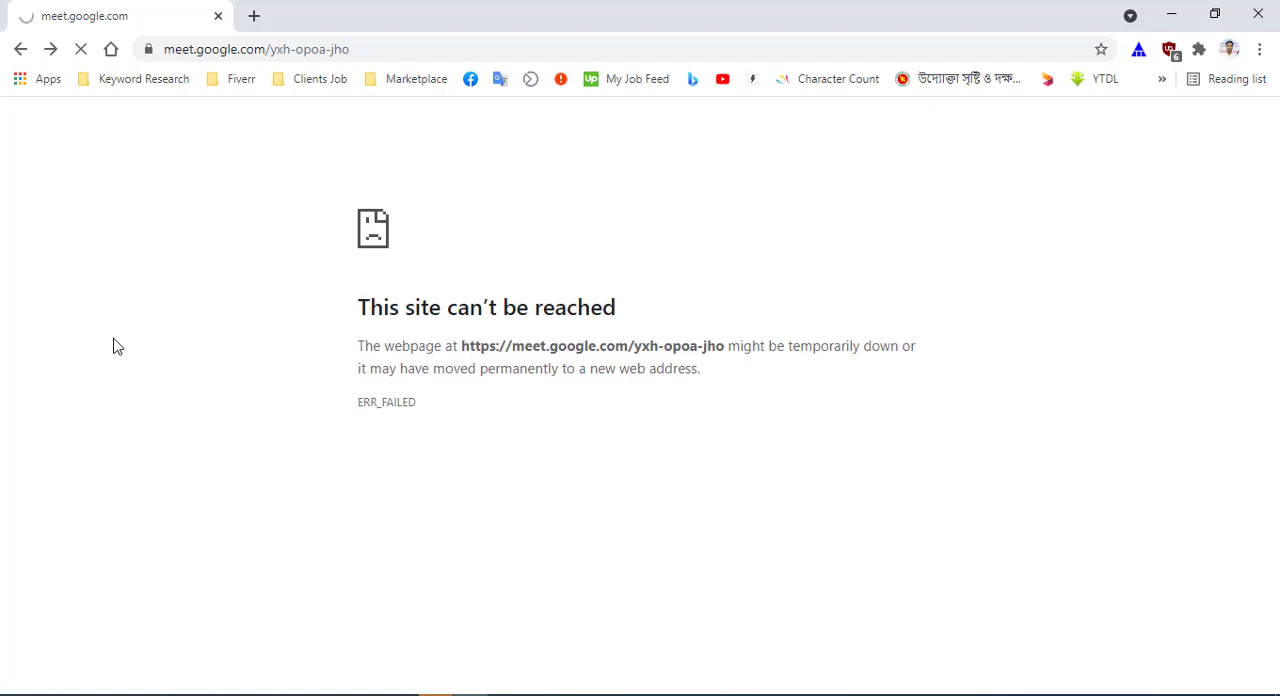 meet.google.com
meet.google.com/yxh-opoa-jho
6
Apps Keyword Research Fiverr Clients Job Marketplace Up My Job Feed Character Count উদ্যোক্তা সৃষ্টি ও দক্ষ... YTDL » Reading list
This site can't be reached
The webpage at https://meet.google.com/yxh-opoa-jho might be temporarily down or
it may have moved permanently to a new web address.
ERR_FAILED